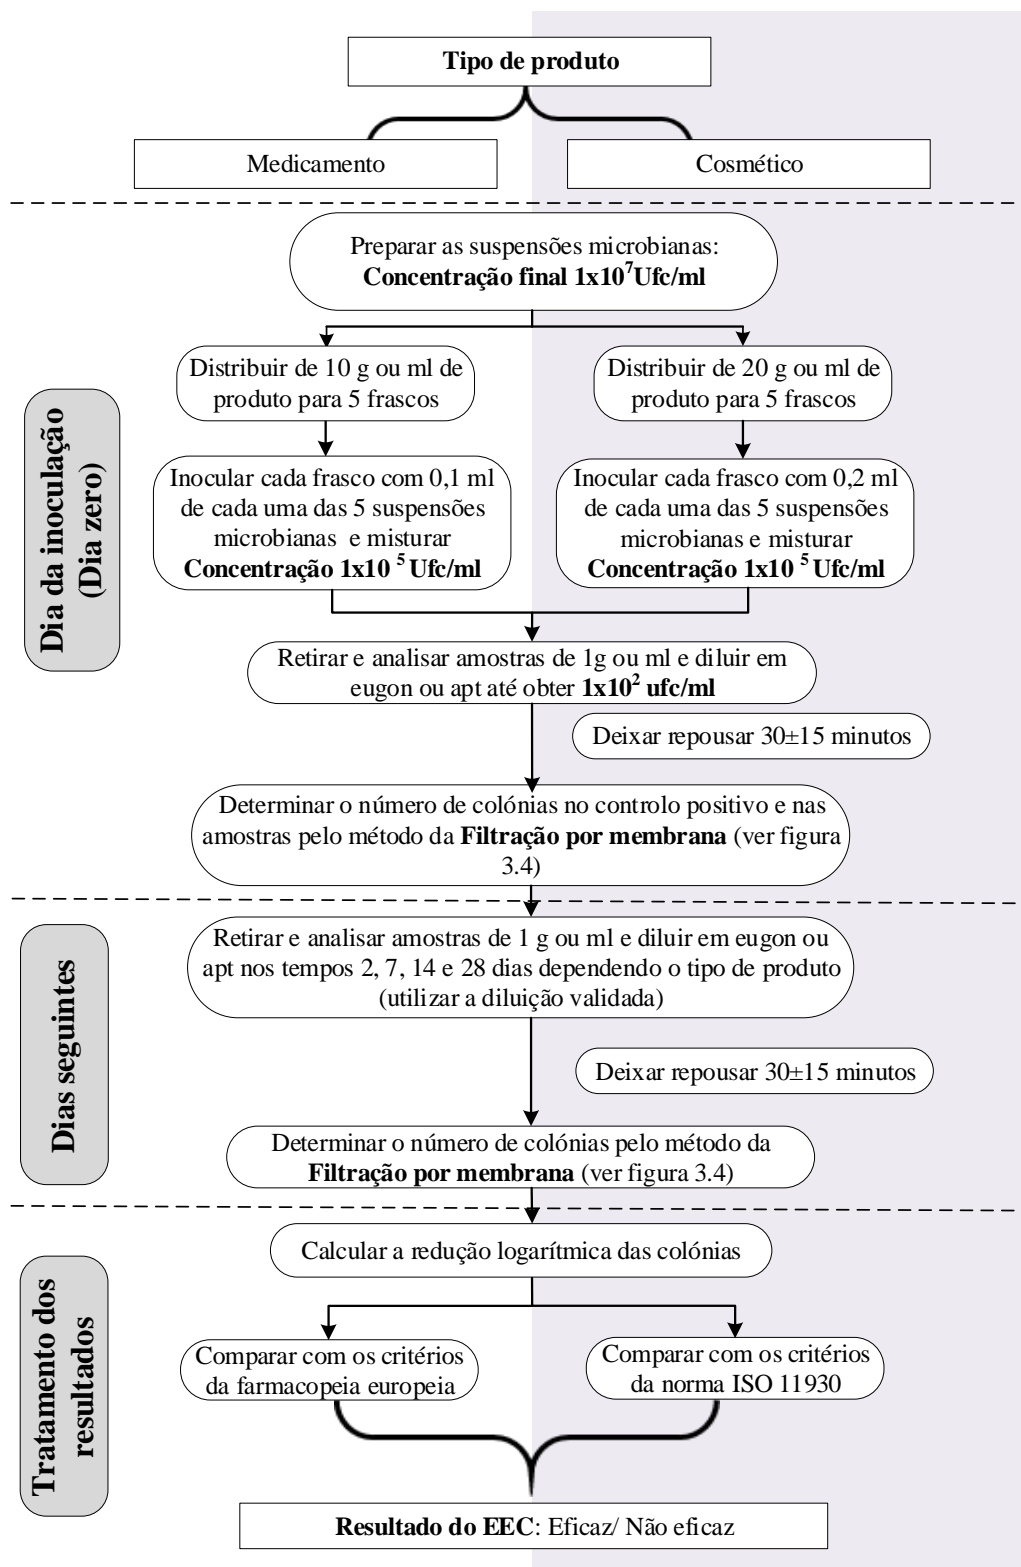 Tipo de produto
Medicamento
Cosmético
Preparar as suspensões microbianas:
Concentração final 1x10⁷Ufc/ml
Distribuir de 10 g ou ml de
produto para 5 frascos
Distribuir de 20 g ou ml de
produto para 5 frascos
Dia da inoculação
(Dia zero)
Inocular cada frasco com 0,1 ml
de cada uma das 5 suspensões
microbianas e misturar
Concentração 1x10 ⁵ Ufc/ml
Inocular cada frasco com 0,2 ml
de cada uma das 5 suspensões
microbianas e misturar
Concentração 1x10 ⁵ Ufc/ml
Retirar e analisar amostras de 1g ou ml e diluir em
eugon ou apt até obter 1x10² ufc/ml
Deixar repousar 30±15 minutos
Determinar o número de colónias no controlo positivo e nas
amostras pelo método da Filtração por membrana (ver figura
3.4)
Dias seguintes
Retirar e analisar amostras de 1 g ou ml e diluir em eugon ou
apt nos tempos 2, 7, 14 e 28 dias dependendo o tipo de produto
(utilizar a diluição validada)
Deixar repousar 30±15 minutos
Determinar o número de colónias pelo método da
Filtração por membrana (ver figura 3.4)
Tratamento dos
resultados
Calcular a redução logarítmica das colónias
Comparar com os critérios
da farmacopeia europeia
Comparar com os critérios
da norma ISO 11930
Resultado do EEC: Eficaz/ Não eficaz